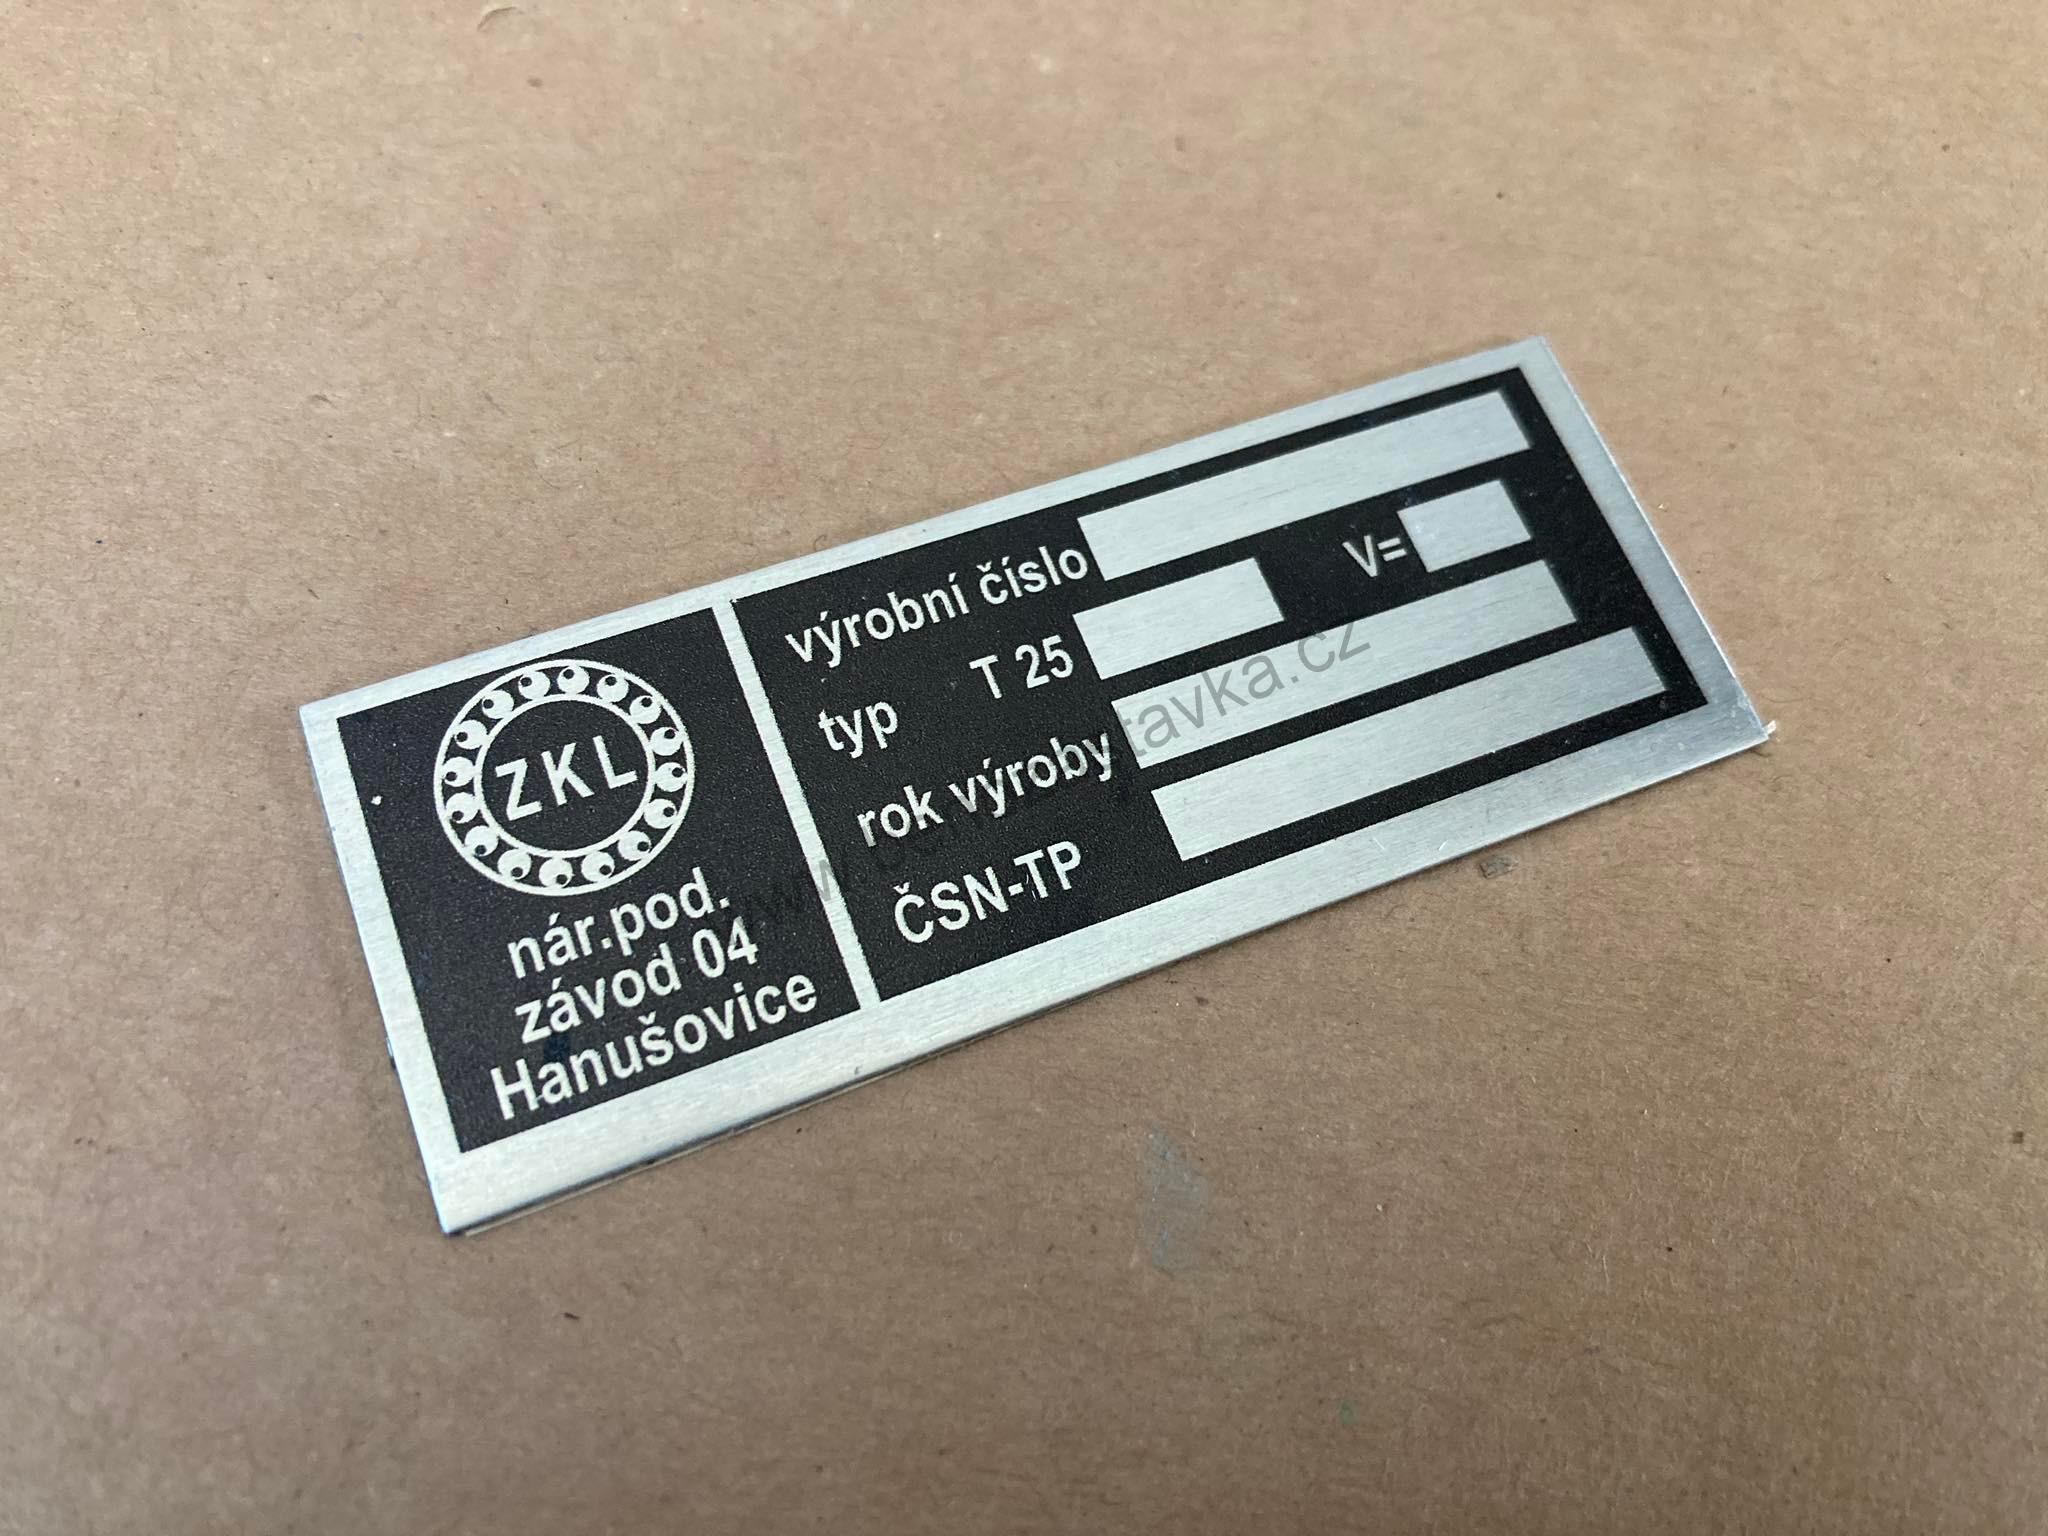 ZKL
nár.pod.
závod 04
Hanušovice
výrobní číslo
typ T 25 V=
rok výroby
ČSN-TP